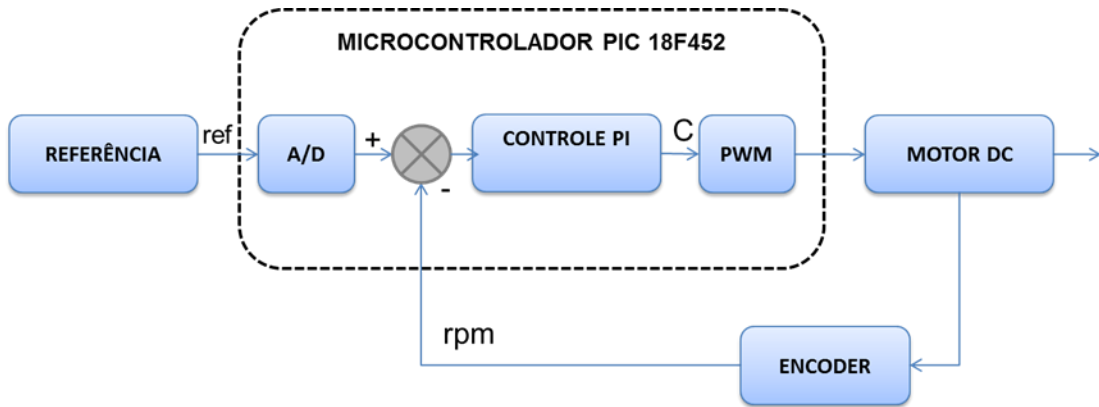 MICROCONTROLADOR PIC 18F452
REFERÊNCIA
ref
A/D
+
-
CONTROLE PI
C
PWM
MOTOR DC
rpm
ENCODER